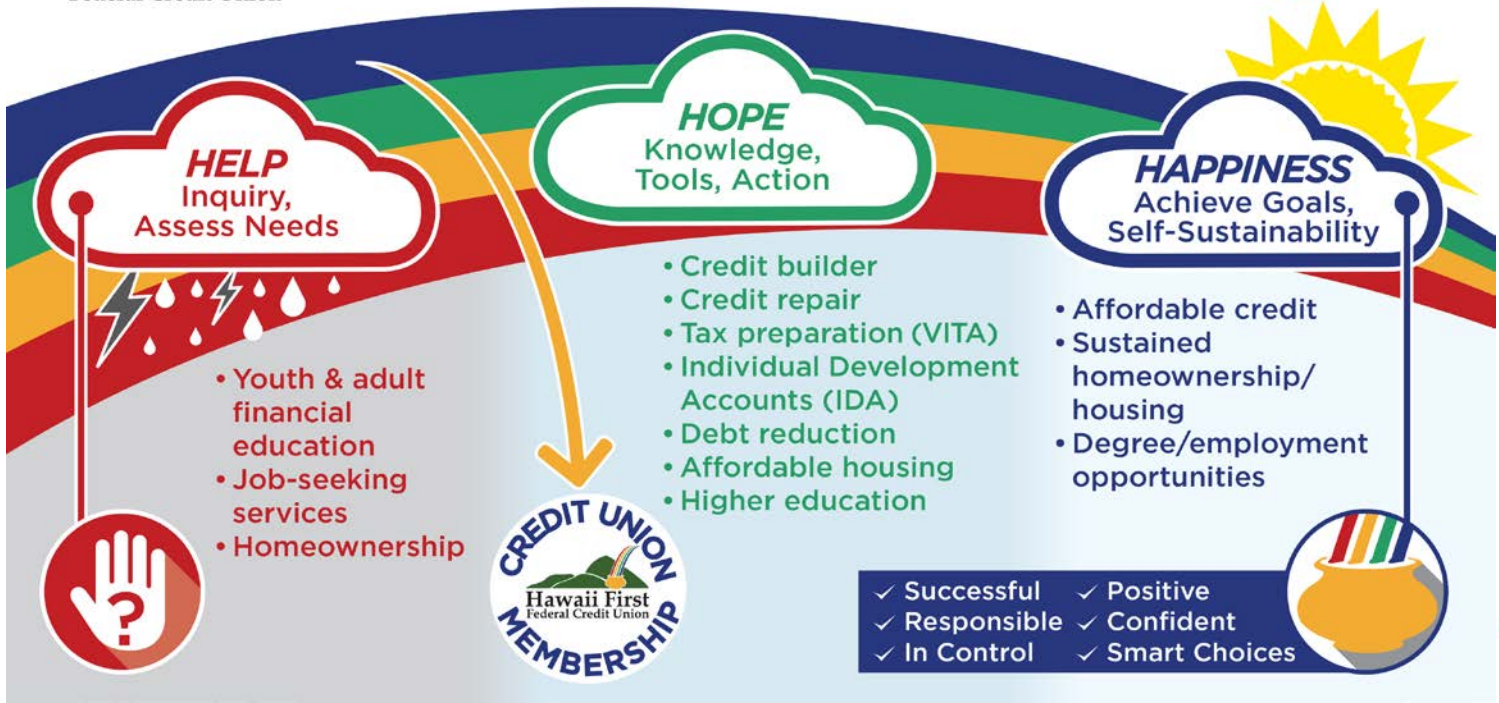 HELP
Inquiry,
Assess Needs
• Youth & adult
financial
education
• Job-seeking
services
• Homeownership
?
CREDIT UNION
Hawaii First
Federal Credit Union
MEMBERSHIP
HOPE
Knowledge,
Tools, Action
• Credit builder
• Credit repair
• Tax preparation (VITA)
• Individual Development
Accounts (IDA)
• Debt reduction
• Affordable housing
• Higher education
HAPPINESS
Achieve Goals,
Self-Sustainability
• Affordable credit
• Sustained
homeownership/
housing
• Degree/employment
opportunities
✓ Successful
✓ Responsible
✓ In Control
✓ Positive
✓ Confident
✓ Smart Choices